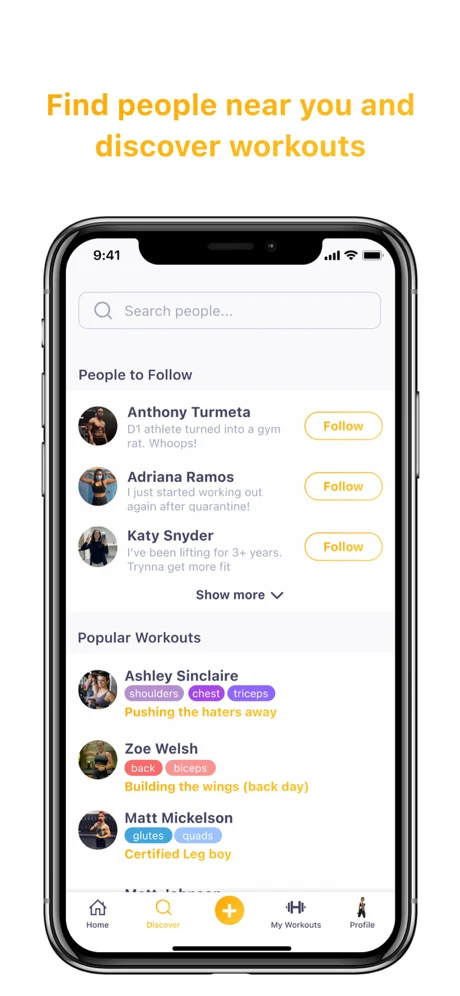 Find people near you and
discover workouts
9:41
Search people...
People to Follow
Anthony Turmeta
D1 athlete turned into a gym
rat. Whoops!
Follow
Adriana Ramos
I just started working out
again after quarantine!
Follow
Katy Snyder
I've been lifting for 3+ years.
Trynna get more fit
Follow
Show more
Popular Workouts
Ashley Sinclaire
shoulders chest triceps
Pushing the haters away
Zoe Welsh
back biceps
Building the wings (back day)
Matt Mickelson
glutes quads
Certified Leg boy
Matt Johnson
Home Discover My Workouts Profile